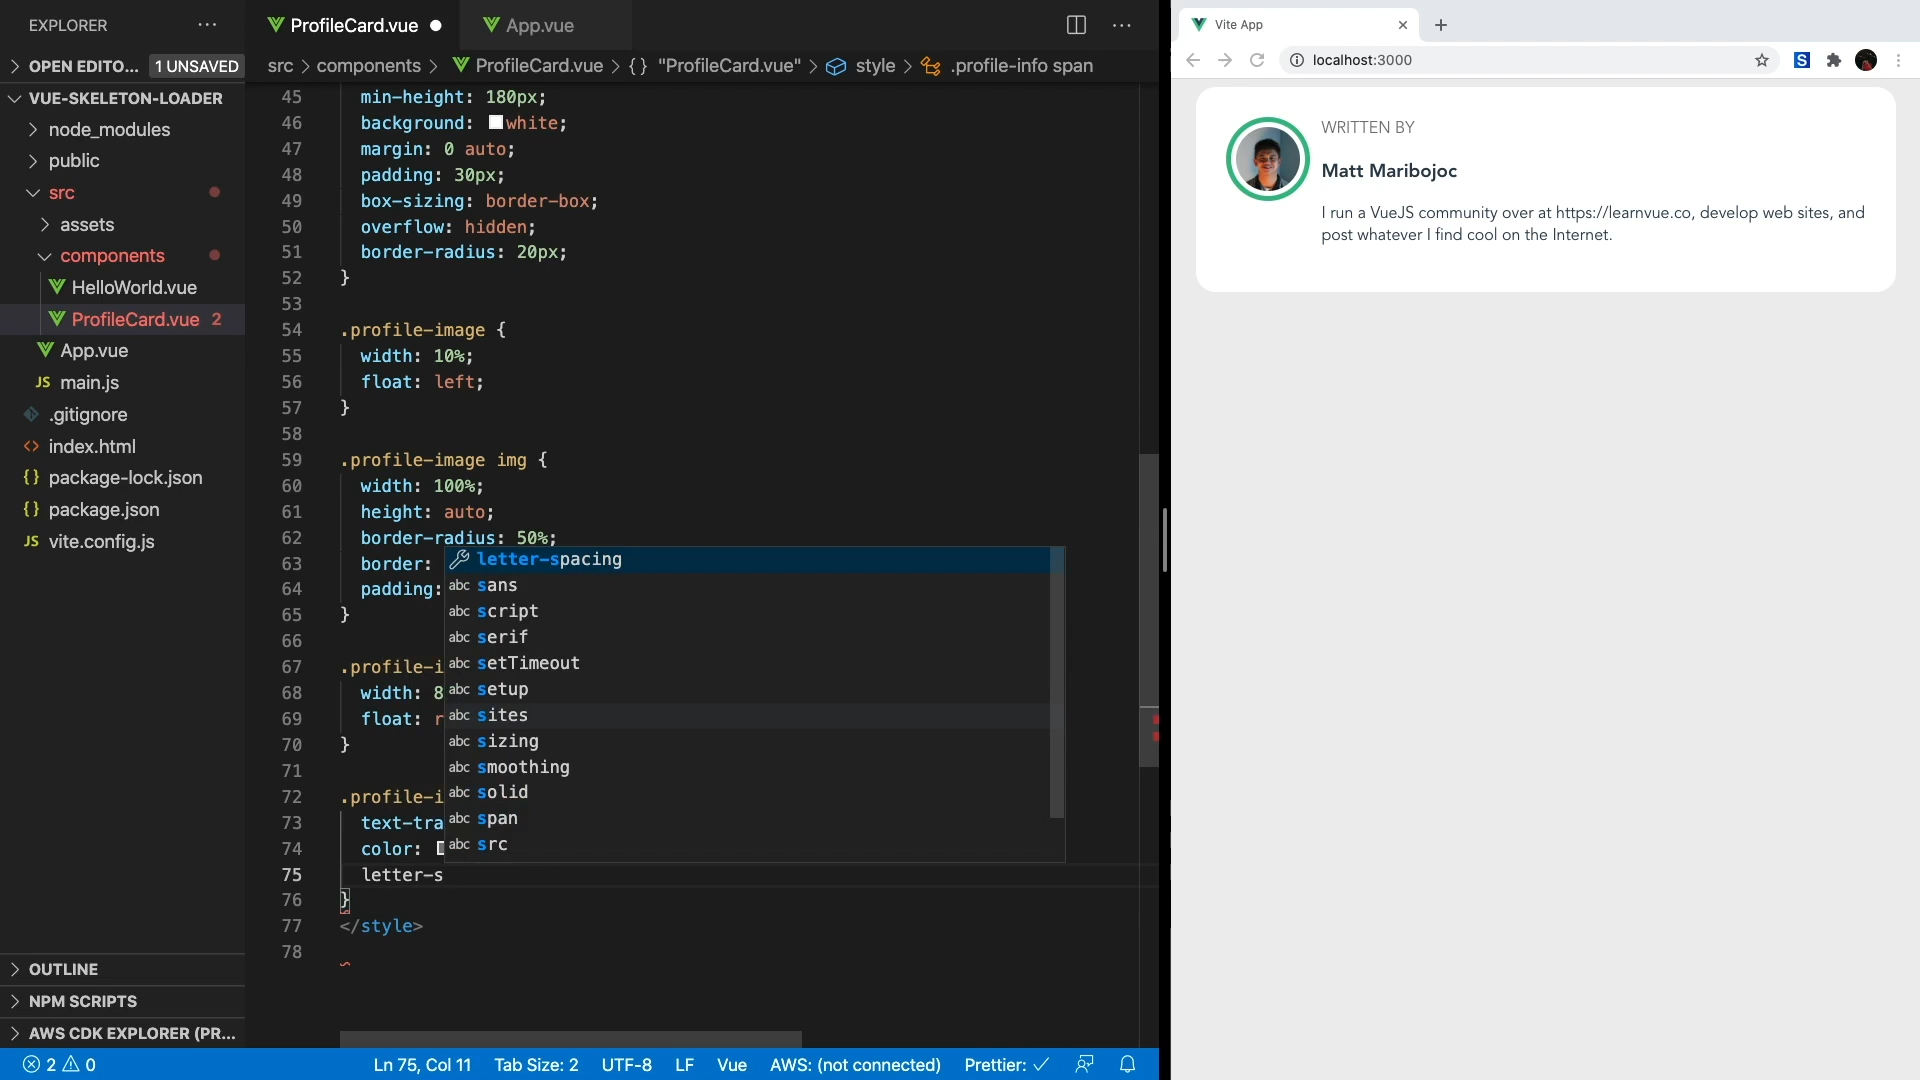 EXPLORER
OPEN EDITO... 1 UNSAVED
VUE-SKELETON-LOADER
node_modules
public
src
assets
components
HelloWorld.vue
ProfileCard.vue 2
App.vue
JS main.js
.gitignore
<> index.html
{} package-lock.json
{} package.json
JS vite.config.js
OUTLINE
NPM SCRIPTS
AWS CDK EXPLORER (PR...
ProfileCard.vue App.vue
src > components > ProfileCard.vue > {} "ProfileCard.vue" > style > .profile-info span
45 min-height: 180px;
46 background: white;
47 margin: 0 auto;
48 padding: 30px;
49 box-sizing: border-box;
50 overflow: hidden;
51 border-radius: 20px;
52 }
53
54 .profile-image {
55 width: 10%;
56 float: left;
57 }
58
59 .profile-image img {
60 width: 100%;
61 height: auto;
62 border-radius: 50%;
63 border:
64 padding:
65 }
66
67 .profile-i
68 width: 8
69 float: r
70 }
71
72 .profile-i
73 text-tra
74 color:
75 letter-s
76 }
77 </style>
78
letter-spacing
abc sans
abc script
abc serif
abc setTimeout
abc setup
abc sites
abc sizing
abc smoothing
abc solid
abc span
abc src
2 0 Ln 75, Col 11 Tab Size: 2 UTF-8 LF Vue AWS: (not connected) Prettier: ✓
Vite App
localhost:3000
S
WRITTEN BY
Matt Maribojoc
I run a VueJS community over at https://learnvue.co, develop web sites, and
post whatever I find cool on the Internet.